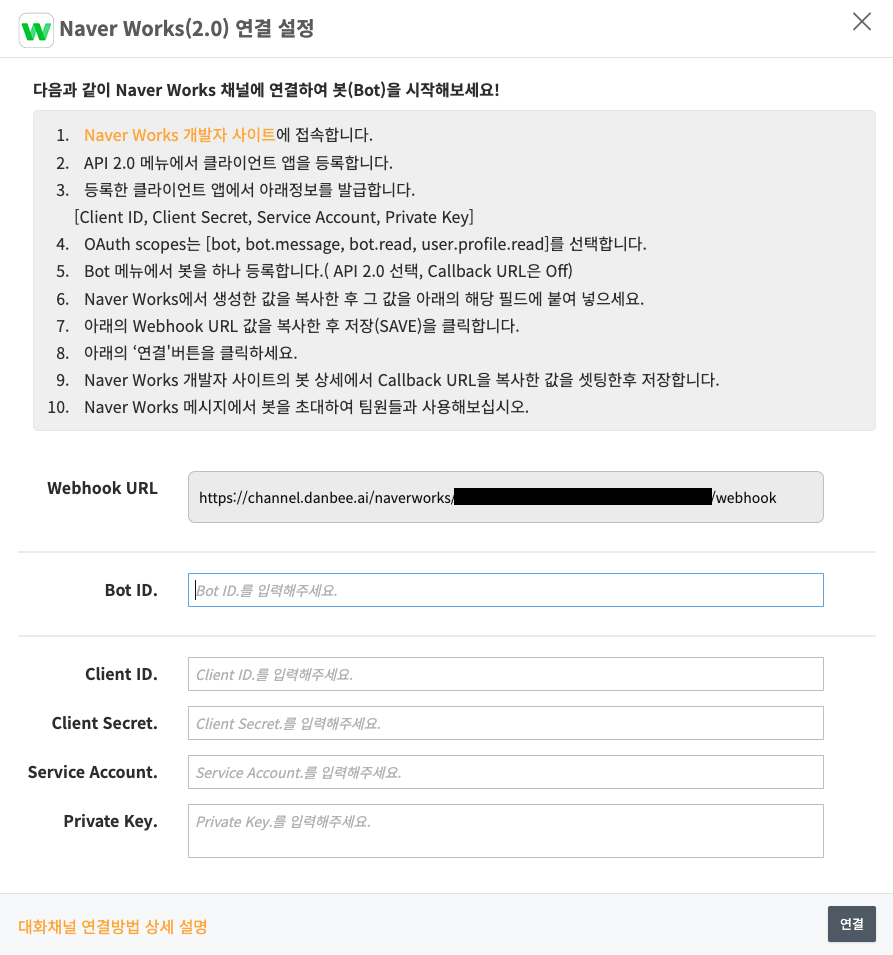 Naver Works(2.0) 연결 설정
다음과 같이 Naver Works 채널에 연결하여 봇(Bot)을 시작해보세요!
1. Naver Works 개발자 사이트에 접속합니다.
2. API 2.0 메뉴에서 클라이언트 앱을 등록합니다.
3. 등록한 클라이언트 앱에서 아래정보를 발급합니다.
[Client ID, Client Secret, Service Account, Private Key]
4. OAuth scopes는 [bot, bot.message, bot.read, user.profile.read]를 선택합니다.
5. Bot 메뉴에서 봇을 하나 등록합니다.( API 2.0 선택, Callback URL은 Off)
6. Naver Works에서 생성한 값을 복사한 후 그 값을 아래의 해당 필드에 붙여 넣으세요.
7. 아래의 Webhook URL 값을 복사한 후 저장(SAVE)을 클릭합니다.
8. 아래의 ‘연결'버튼을 클릭하세요.
9. Naver Works 개발자 사이트의 봇 상세에서 Callback URL을 복사한 값을 셋팅한후 저장합니다.
10. Naver Works 메시지에서 봇을 초대하여 팀원들과 사용해보십시오.
Webhook URL
https://channel.danbee.ai/naverworks/ /webhook
Bot ID.
Bot ID.를 입력해주세요.
Client ID.
Client ID.를 입력해주세요.
Client Secret.
Client Secret.를 입력해주세요.
Service Account.
Service Account.를 입력해주세요.
Private Key.
Private Key.를 입력해주세요.
대화채널 연결방법 상세 설명
연결